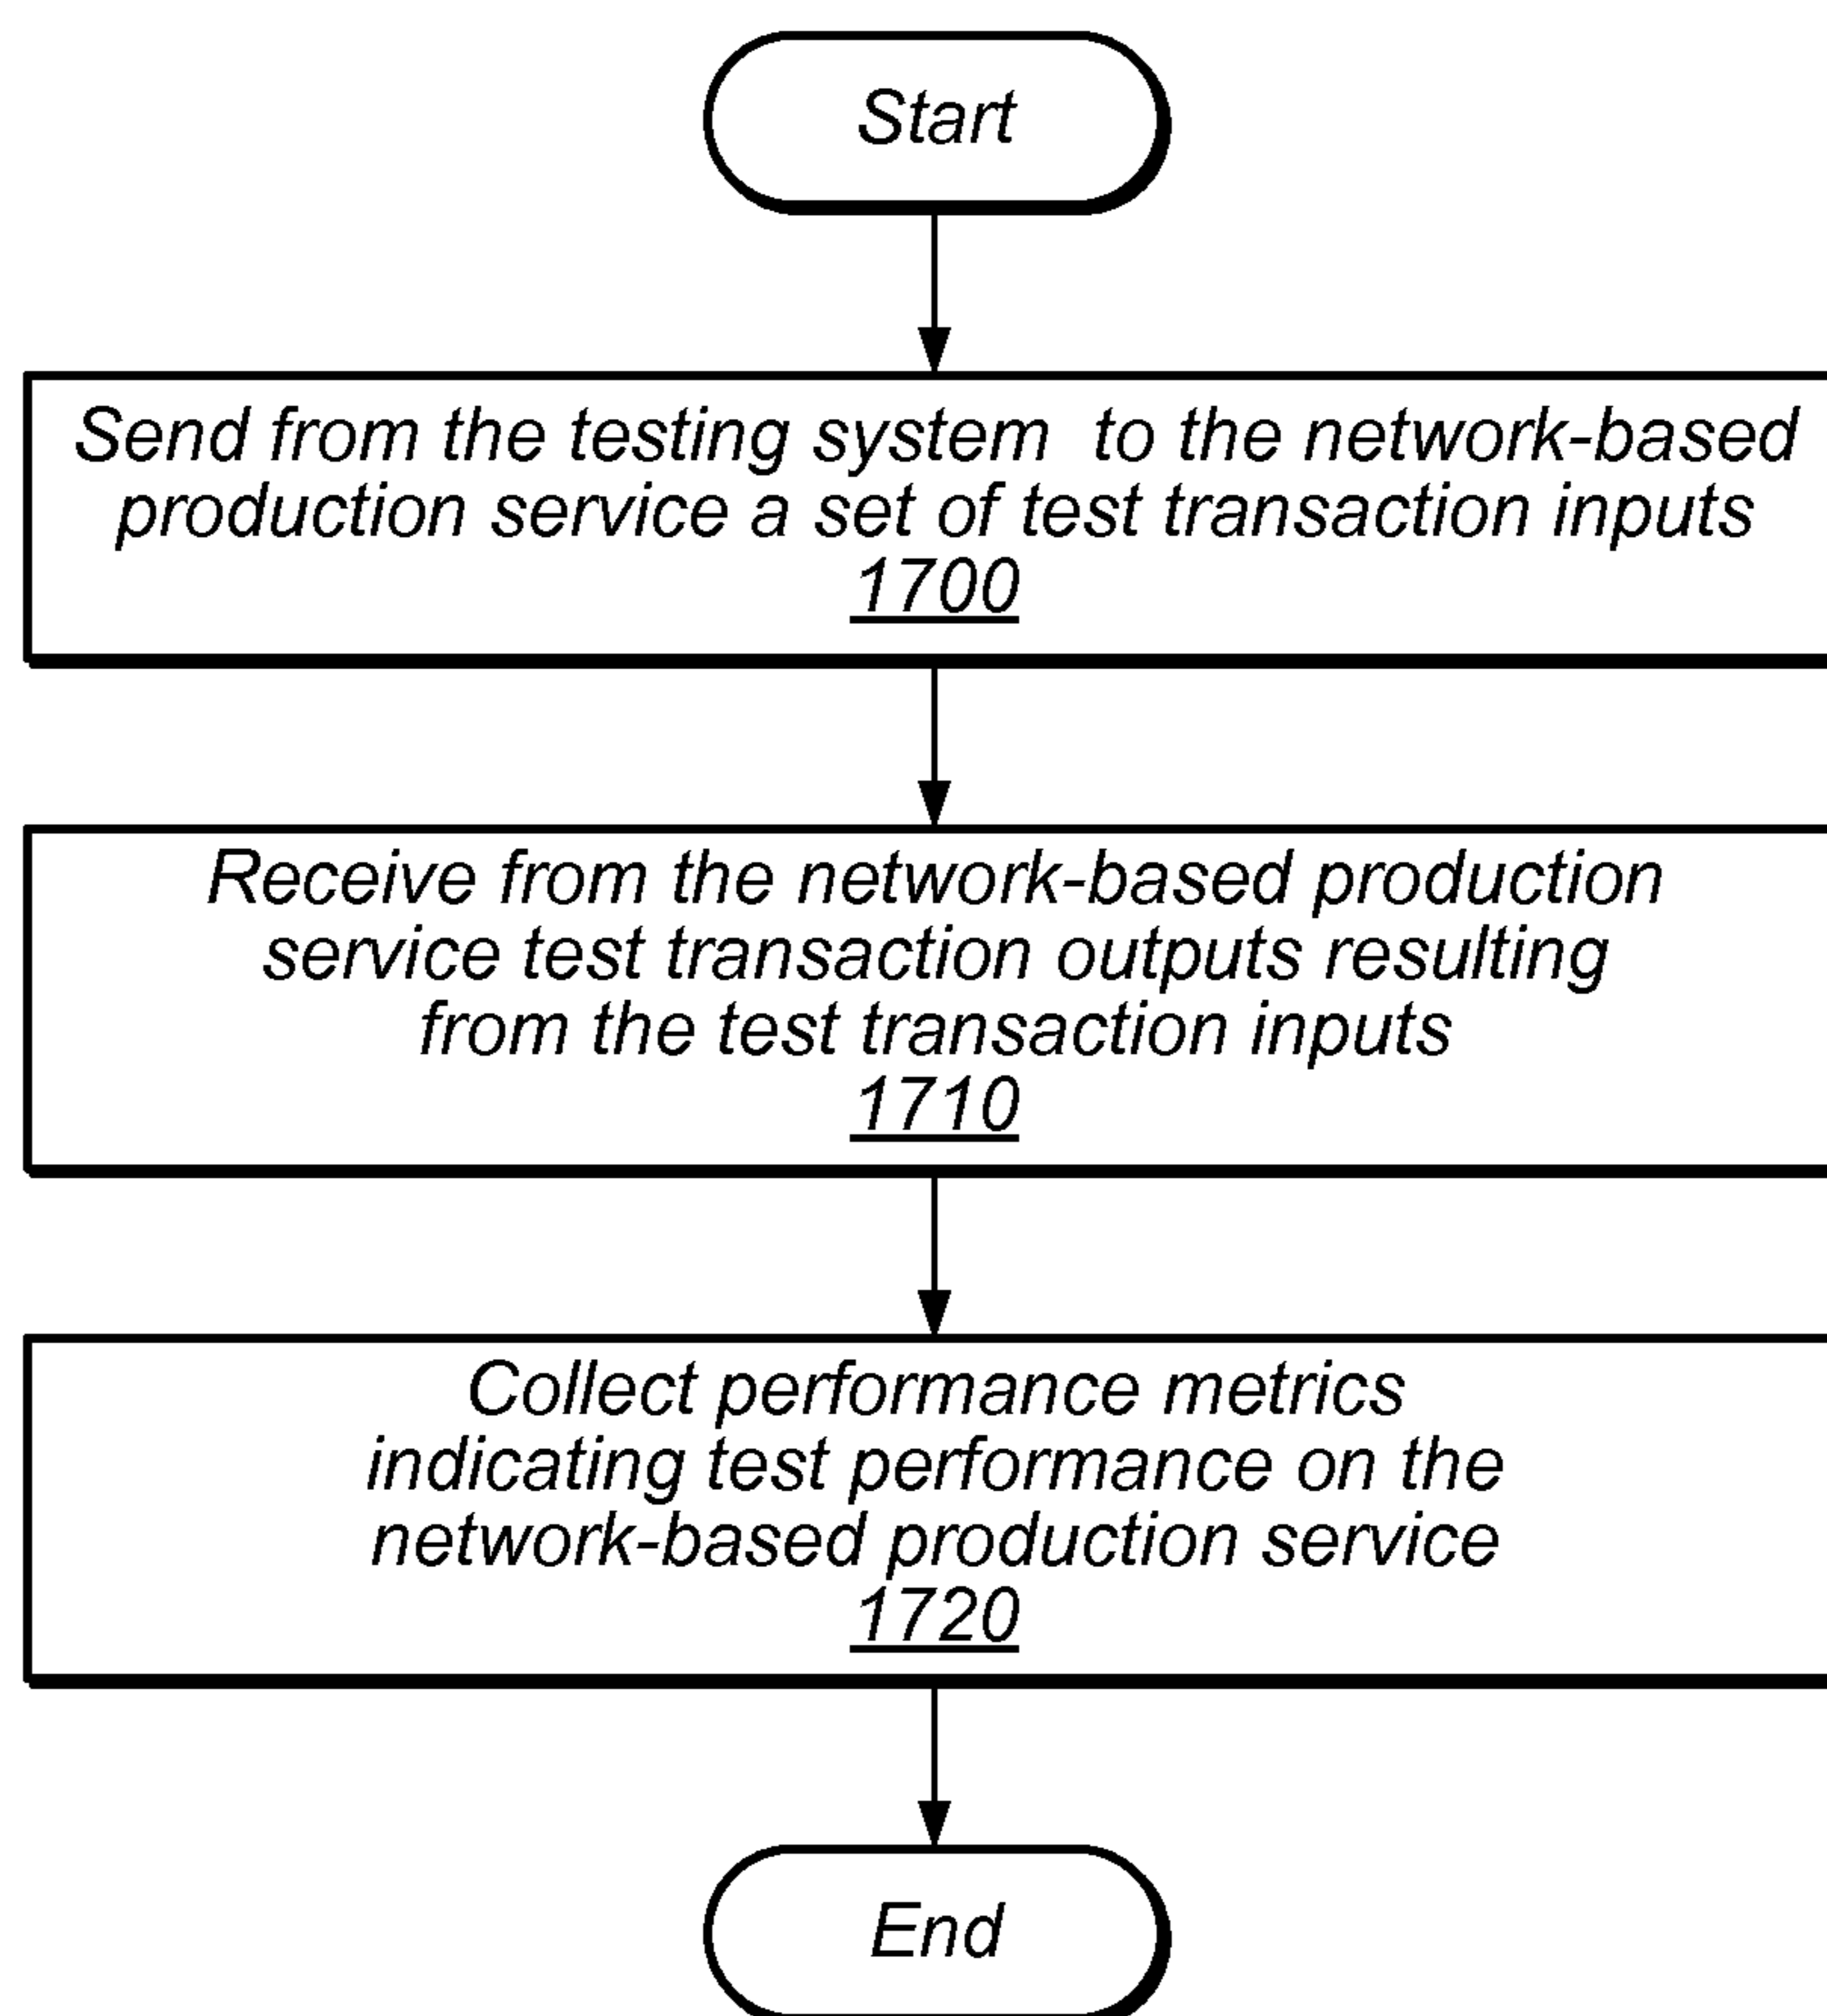 Start
Send from the testing system to the network-based
production service a set of test transaction inputs
1700
Receive from the network-based production
service test transaction outputs resulting
from the test transaction inputs
1710
Collect performance metrics
indicating test performance on the
network-based production service
1720
End